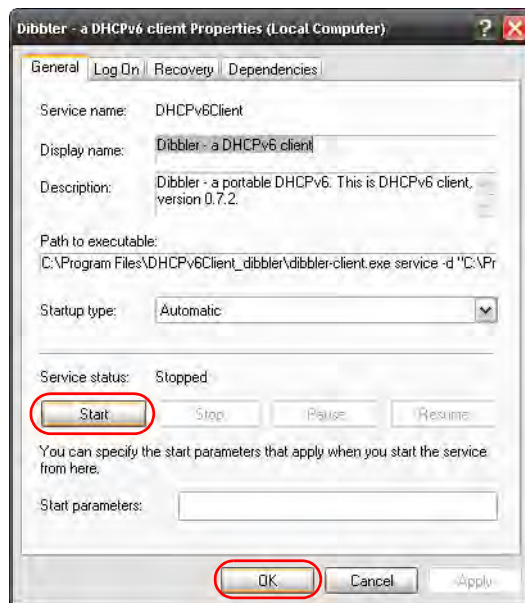 Dibbler - a DHCPv6 client Properties (Local Computer)
General Log On Recovery Dependencies
Service name: DHCPv6Client
Display name: Dibbler - a DHCPv6 client
Description: Dibbler - a portable DHCPv6. This is DHCPv6 client,
version 0.7.2.
Path to executable:
C:\Program Files\DHCPv6Client_dibbler\dibbler-client.exe service -d "C:\Pr
Startup type: Automatic
Service status: Stopped
Start Stop Pause Resume
You can specify the start parameters that apply when you start the service
from here.
Start parameters:
OK Cancel Apply